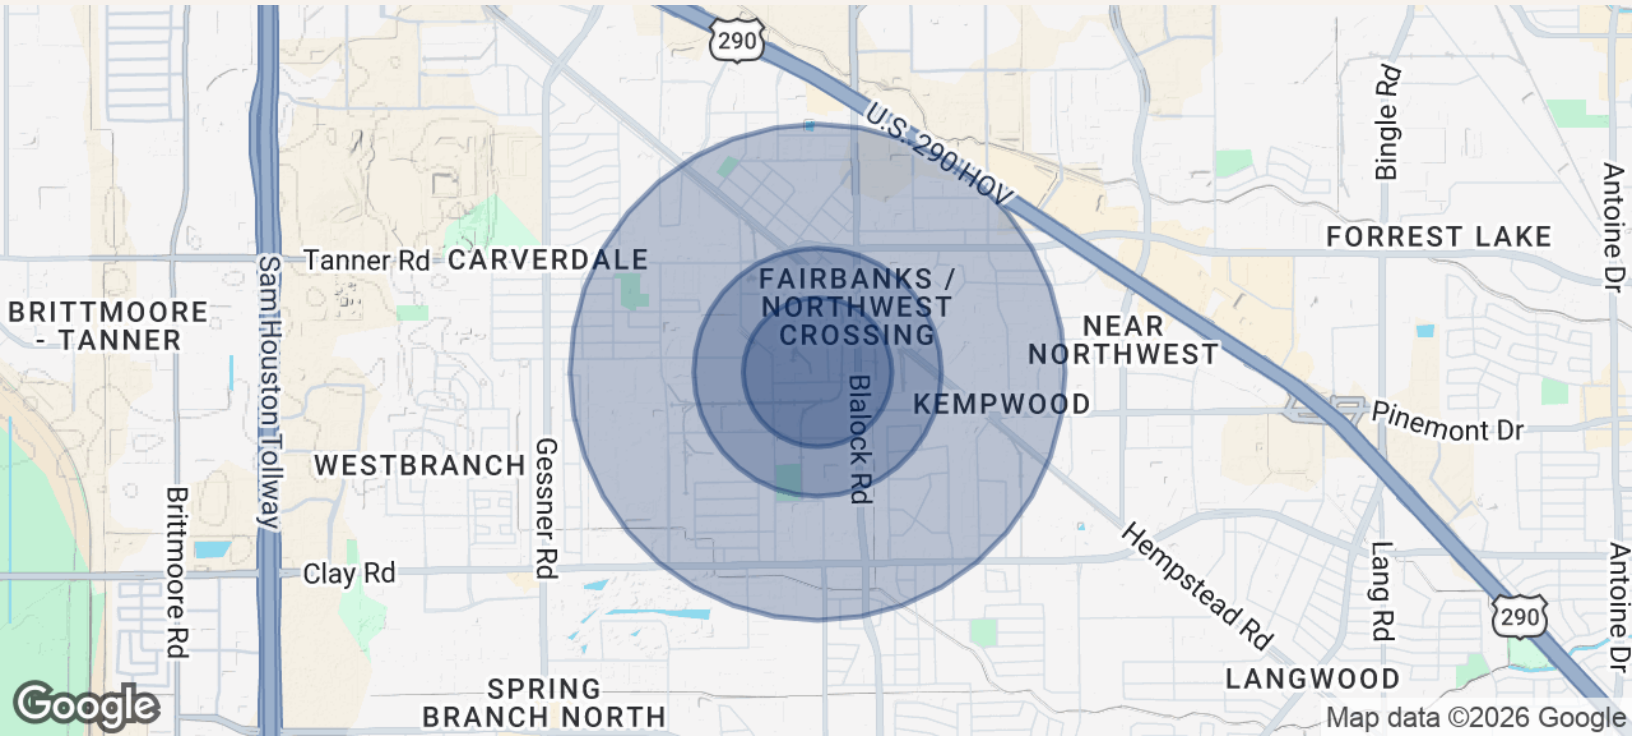 290
U.S. 290 HOV
Bingle Rd
Antoine Dr
FORREST LAKE
Tanner Rd
CARVERDALE
FAIRBANKS /
NORTHWEST
CROSSING
BRITTMOORE
- TANNER
Sam Houston Tollway
NEAR
NORTHWEST
Blalock Rd
KEMPWOOD
Pinemont Dr
WESTBRANCH
Gessner Rd
Brittmoore Rd
Clay Rd
Hempstead Rd
Lang Rd
Antoine Dr
290
LANGWOOD
SPRING
BRANCH NORTH
Google
Map data ©2026 Google